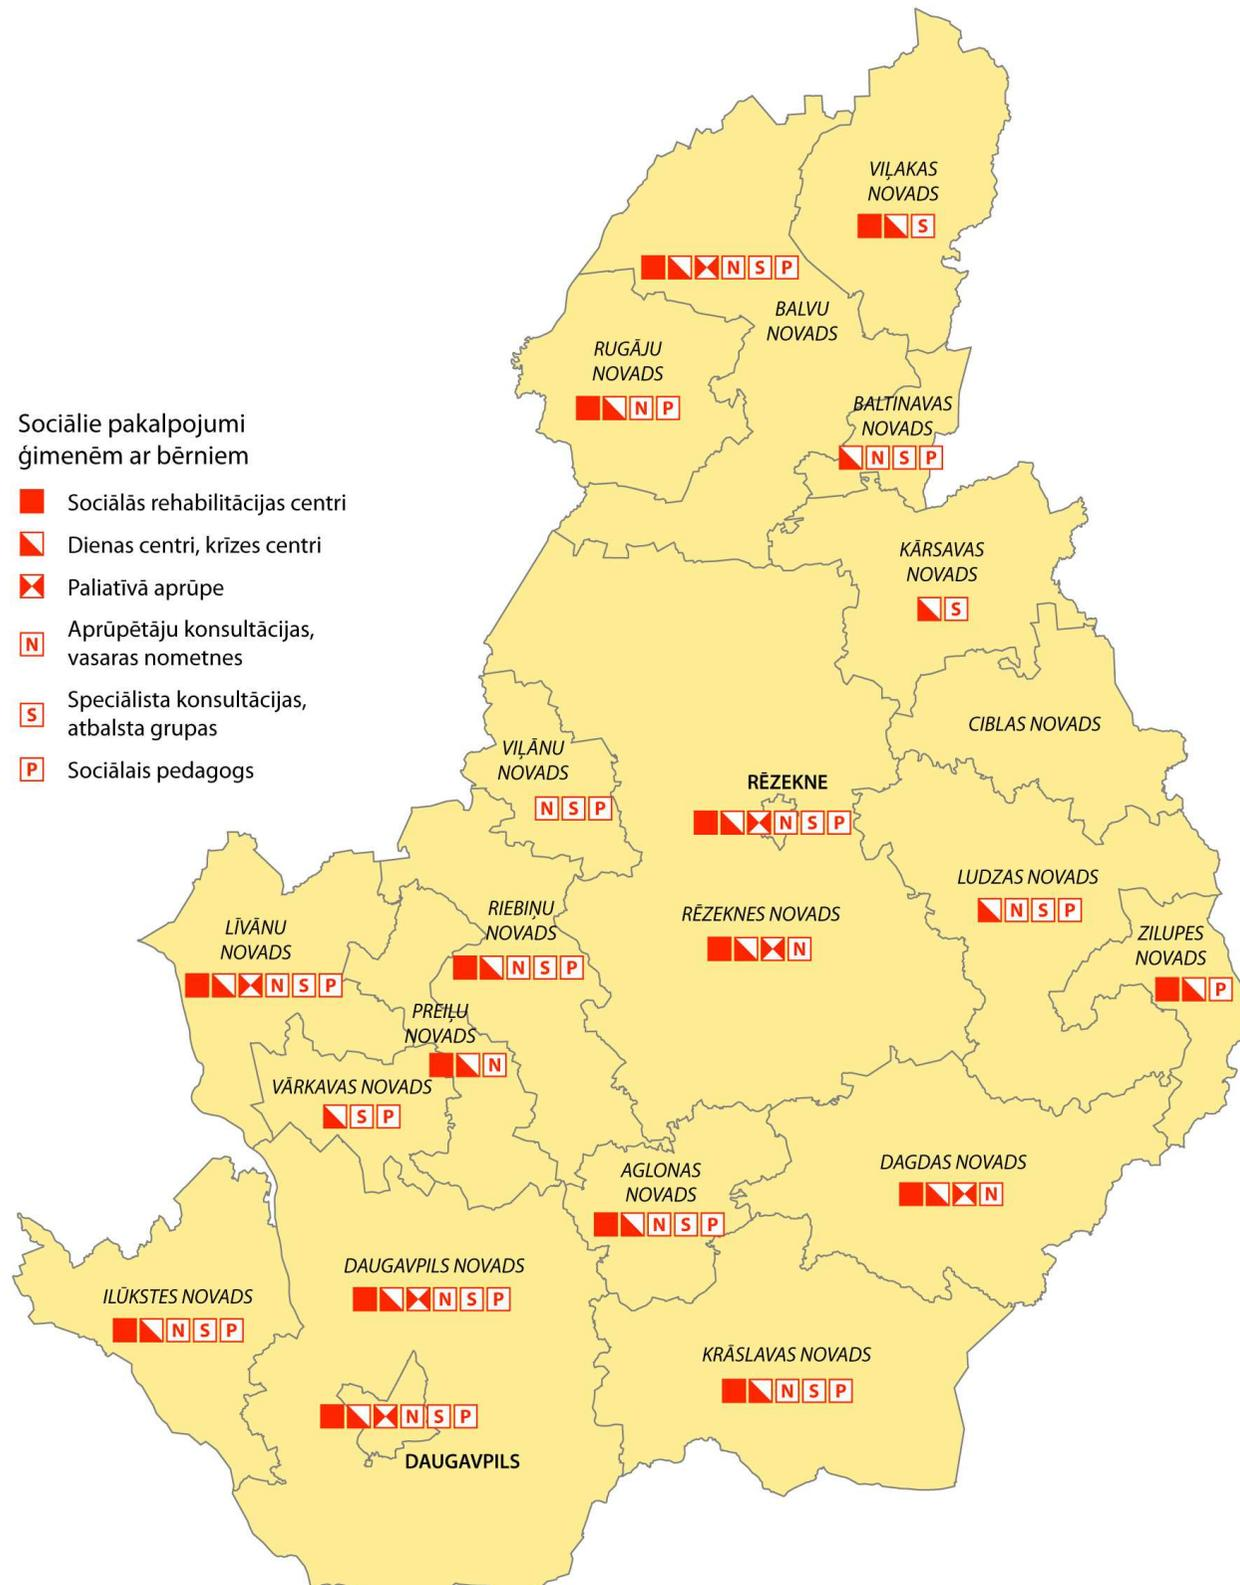 Sociālie pakalpojumi
ģimenēm ar bērniem
Sociālās rehabilitācijas centri
Dienas centri, krīzes centri
Paliatīvā aprūpe
N Aprūpētāju konsultācijas,
vasaras nometnes
S Speciālista konsultācijas,
atbalsta grupas
P Sociālais pedagogs
VIĻAKAS
NOVADS
S
N S P
BALVU
NOVADS
RUGĀJU
NOVADS
N P
BALTINAVAS
NOVADS
N S P
KĀRSAVAS
NOVADS
S
CIBLAS NOVADS
VIĻĀNU
NOVADS
N S P
RĒZEKNE
N S P
LUDZAS NOVADS
N S P
RIEBIŅU
NOVADS
N S P
RĒZEKNES NOVADS
N
LĪVĀNU
NOVADS
N S P
ZILUPES
NOVADS
P
PREIĻU
NOVADS
N
VĀRKAVAS NOVADS
S P
AGLONAS
NOVADS
N S P
DAGDAS NOVADS
N
DAUGAVPILS NOVADS
N S P
ILŪKSTES NOVADS
N S P
KRĀSLAVAS NOVADS
N S P
N S P
DAUGAVPILS